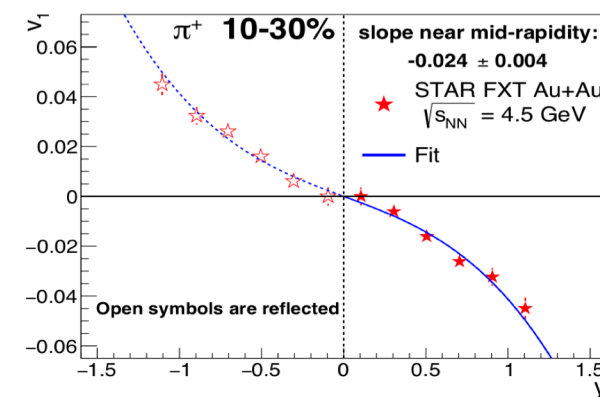 v₁
π⁺ 10-30%
slope near mid-rapidity:
-0.024 ± 0.004
STAR FXT Au+Au
√sNN = 4.5 GeV
Fit
0.06
0.04
0.02
0
−0.02
−0.04
−0.06
Open symbols are reflected
−1.5 −1 −0.5 0 0.5 1 1.5